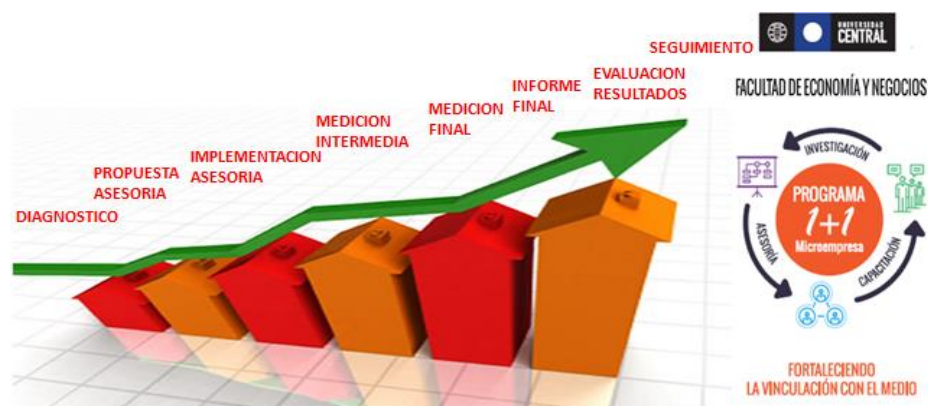 DIAGNOSTICO
PROPUESTA
ASESORIA
IMPLEMENTACION
ASESORIA
MEDICION
INTERMEDIA
MEDICION
FINAL
INFORME
FINAL
EVALUACION
RESULTADOS
SEGUIMIENTO
UNIVERSIDAD
CENTRAL
FACULTAD DE ECONOMÍA Y NEGOCIOS
INVESTIGACIÓN
PROGRAMA
1+1
Microempresa
ASESORÍA
CAPACITACIÓN
FORTALECIENDO
LA VINCULACIÓN CON EL MEDIO